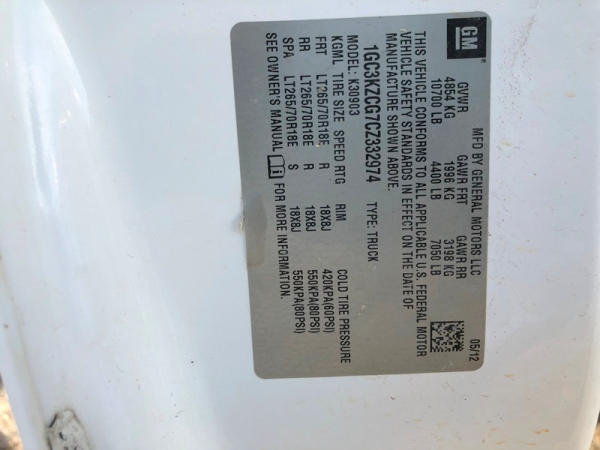 GM
MFD BY GENERAL MOTORS LLC 05/12
GVWR GAWR FRT GAWR RR
4854 KG 1996 KG 3198 KG
10700 LB 4400 LB 7050 LB
THIS VEHICLE CONFORMS TO ALL APPLICABLE U.S. FEDERAL MOTOR
VEHICLE SAFETY STANDARDS IN EFFECT ON THE DATE OF
MANUFACTURE SHOWN ABOVE.
1GC3KZCG7CZ332974 TYPE: TRUCK
MODEL: K30903
KGML TIRE SIZE SPEED RTG RIM COLD TIRE PRESSURE
FRT LT265/70R18E R 18X8J 420KPA(60PSI)
RR LT265/70R18E R 18X8J 550KPA(80PSI)
SPA LT265/70R18E S 18X8J 550KPA(80PSI)
SEE OWNER'S MANUAL i FOR MORE INFORMATION.